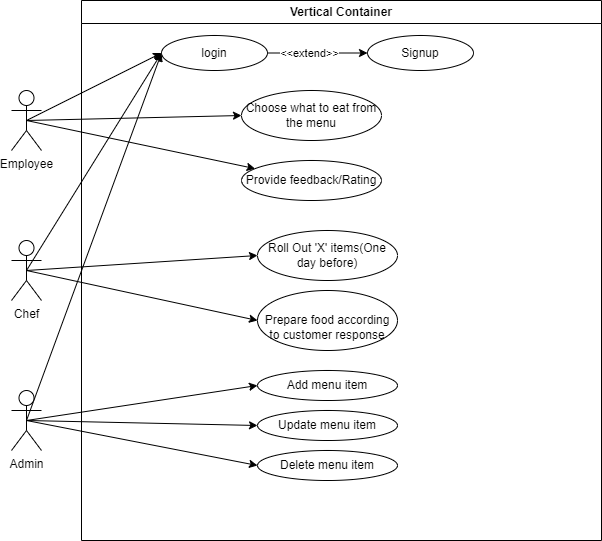 Vertical Container
login
<<extend>>
Signup
Employee
Choose what to eat from
the menu
Provide feedback/Rating
Chef
Roll Out 'X' items(One
day before)
Prepare food according
to customer response
Admin
Add menu item
Update menu item
Delete menu item